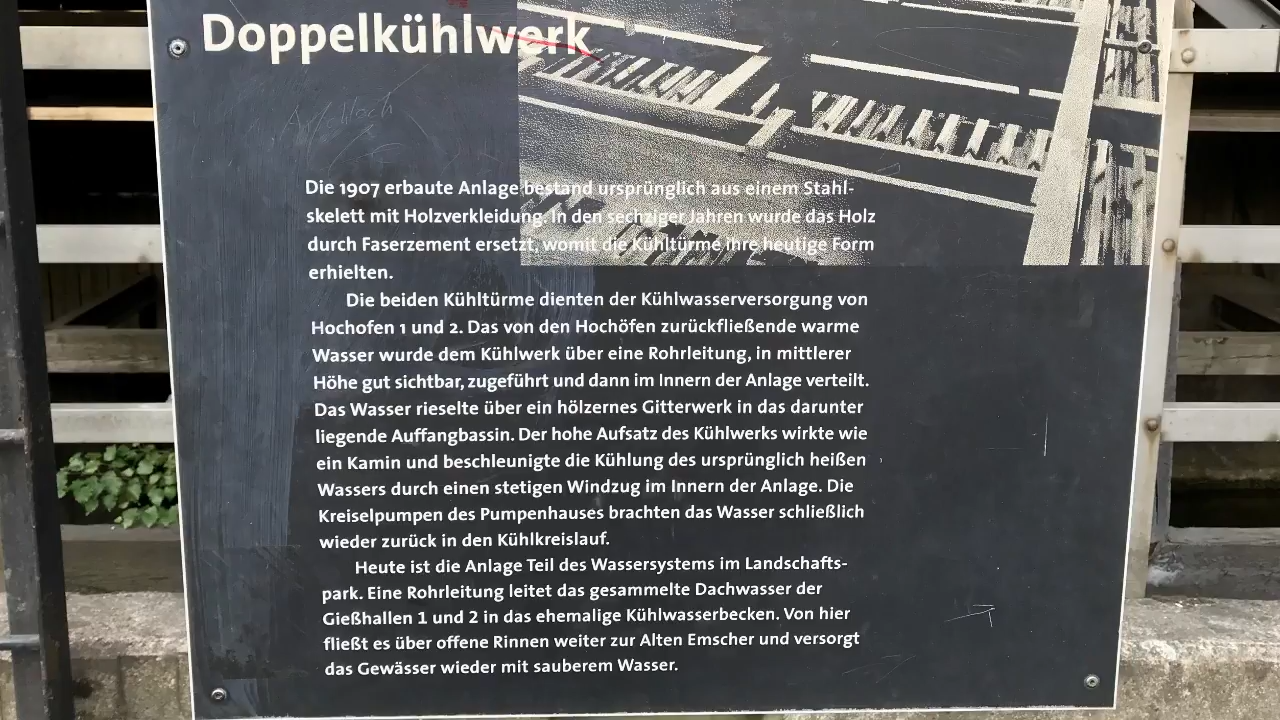 Doppelkühlwerk
Die 1907 erbaute Anlage bestand ursprünglich aus einem Stahl-
skelett mit Holzverkleidung. In den sechziger Jahren wurde das Holz
durch Faserzement ersetzt, womit die Kühltürme ihre heutige Form
erhielten.
Die beiden Kühltürme dienten der Kühlwasserversorgung von
Hochofen 1 und 2. Das von den Hochöfen zurückfließende warme
Wasser wurde dem Kühlwerk über eine Rohrleitung, in mittlerer
Höhe gut sichtbar, zugeführt und dann im Innern der Anlage verteilt.
Das Wasser rieselte über ein hölzernes Gitterwerk in das darunter
liegende Auffangbassin. Der hohe Aufsatz des Kühlwerks wirkte wie
ein Kamin und beschleunigte die Kühlung des ursprünglich heißen
Wassers durch einen stetigen Windzug im Innern der Anlage. Die
Kreiselpumpen des Pumpenhauses brachten das Wasser schließlich
wieder zurück in den Kühlkreislauf.
Heute ist die Anlage Teil des Wassersystems im Landschafts-
park. Eine Rohrleitung leitet das gesammelte Dachwasser der
Gießhallen 1 und 2 in das ehemalige Kühlwasserbecken. Von hier
fließt es über offene Rinnen weiter zur Alten Emscher und versorgt
das Gewässer wieder mit sauberem Wasser.